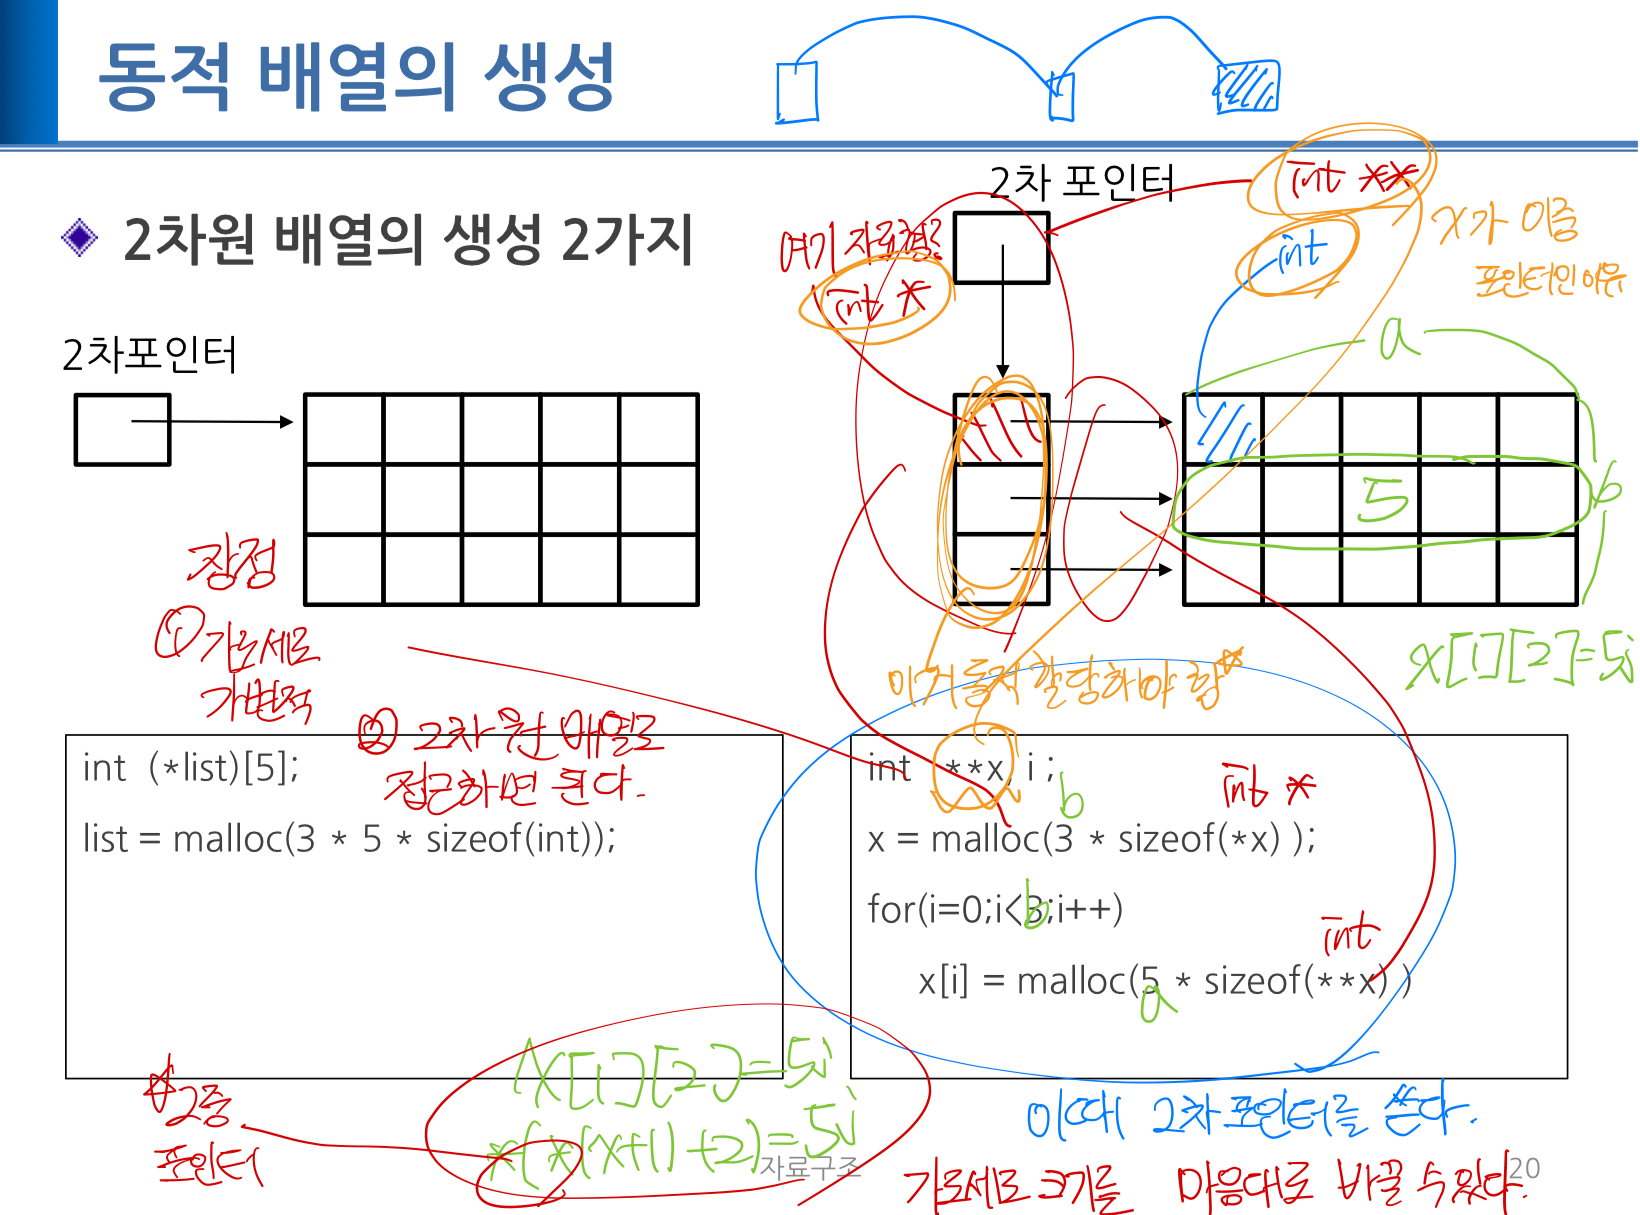 동적 배열의 생성
2차 포인터
int **
2차원 배열의 생성 2가지
여기 자료형?
int *
int
x가 이중
포인터인 이유
2차포인터
a
5
b
장점
① 가로세로
가변적
② 2차원 배열로
접근하면 된다.
이거 동적 할당해야 함
x[1][2]=5;
int (*list)[5];
list = malloc(3 * 5 * sizeof(int));
int **x, i ;
b
int *
x = malloc(3 * sizeof(*x) );
for(i=0;i<3;i++)
b
int
x[i] = malloc(5 * sizeof(**x) )
a
x[1][2]=5;
*(*(x+1)+2)=5;
*2중
포인터
이때 2차 포인터를 쓴다.
가로세로 크기를 마음대로 바꿀 수 있다.
자료구조
20